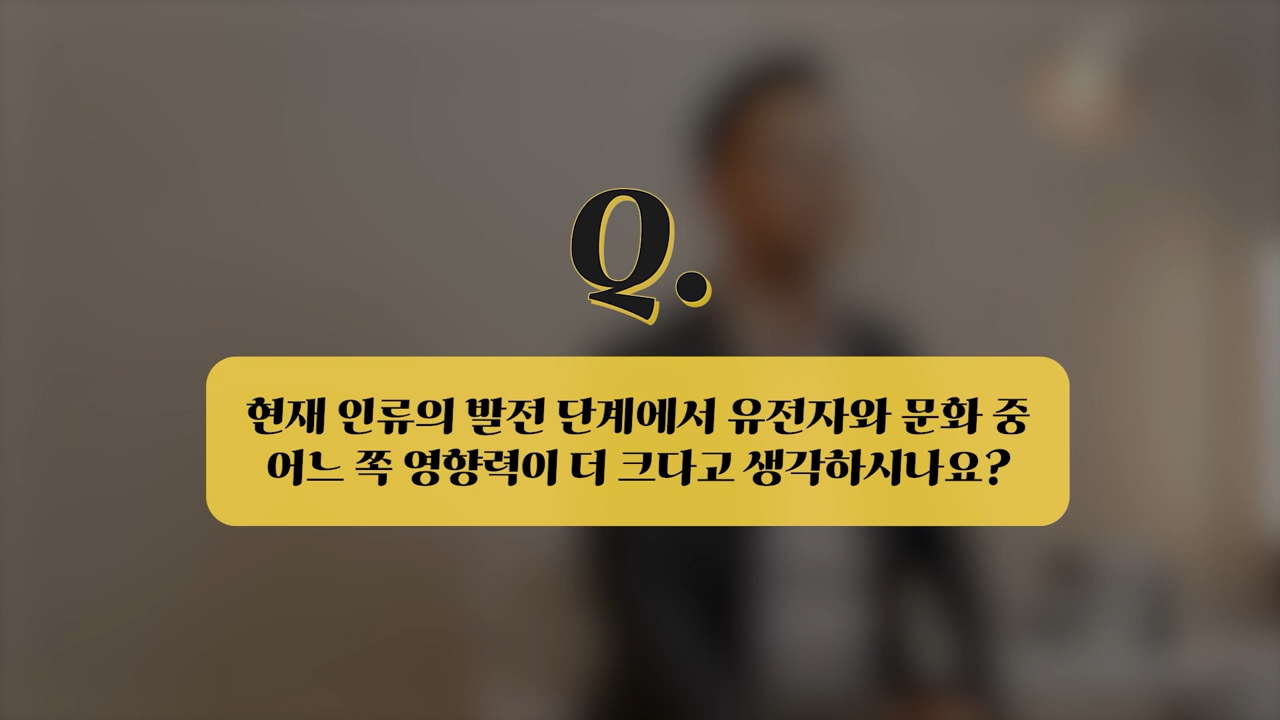 Q.
현재 인류의 발전 단계에서 유전자와 문화 중
어느 쪽 영향력이 더 크다고 생각하시나요?